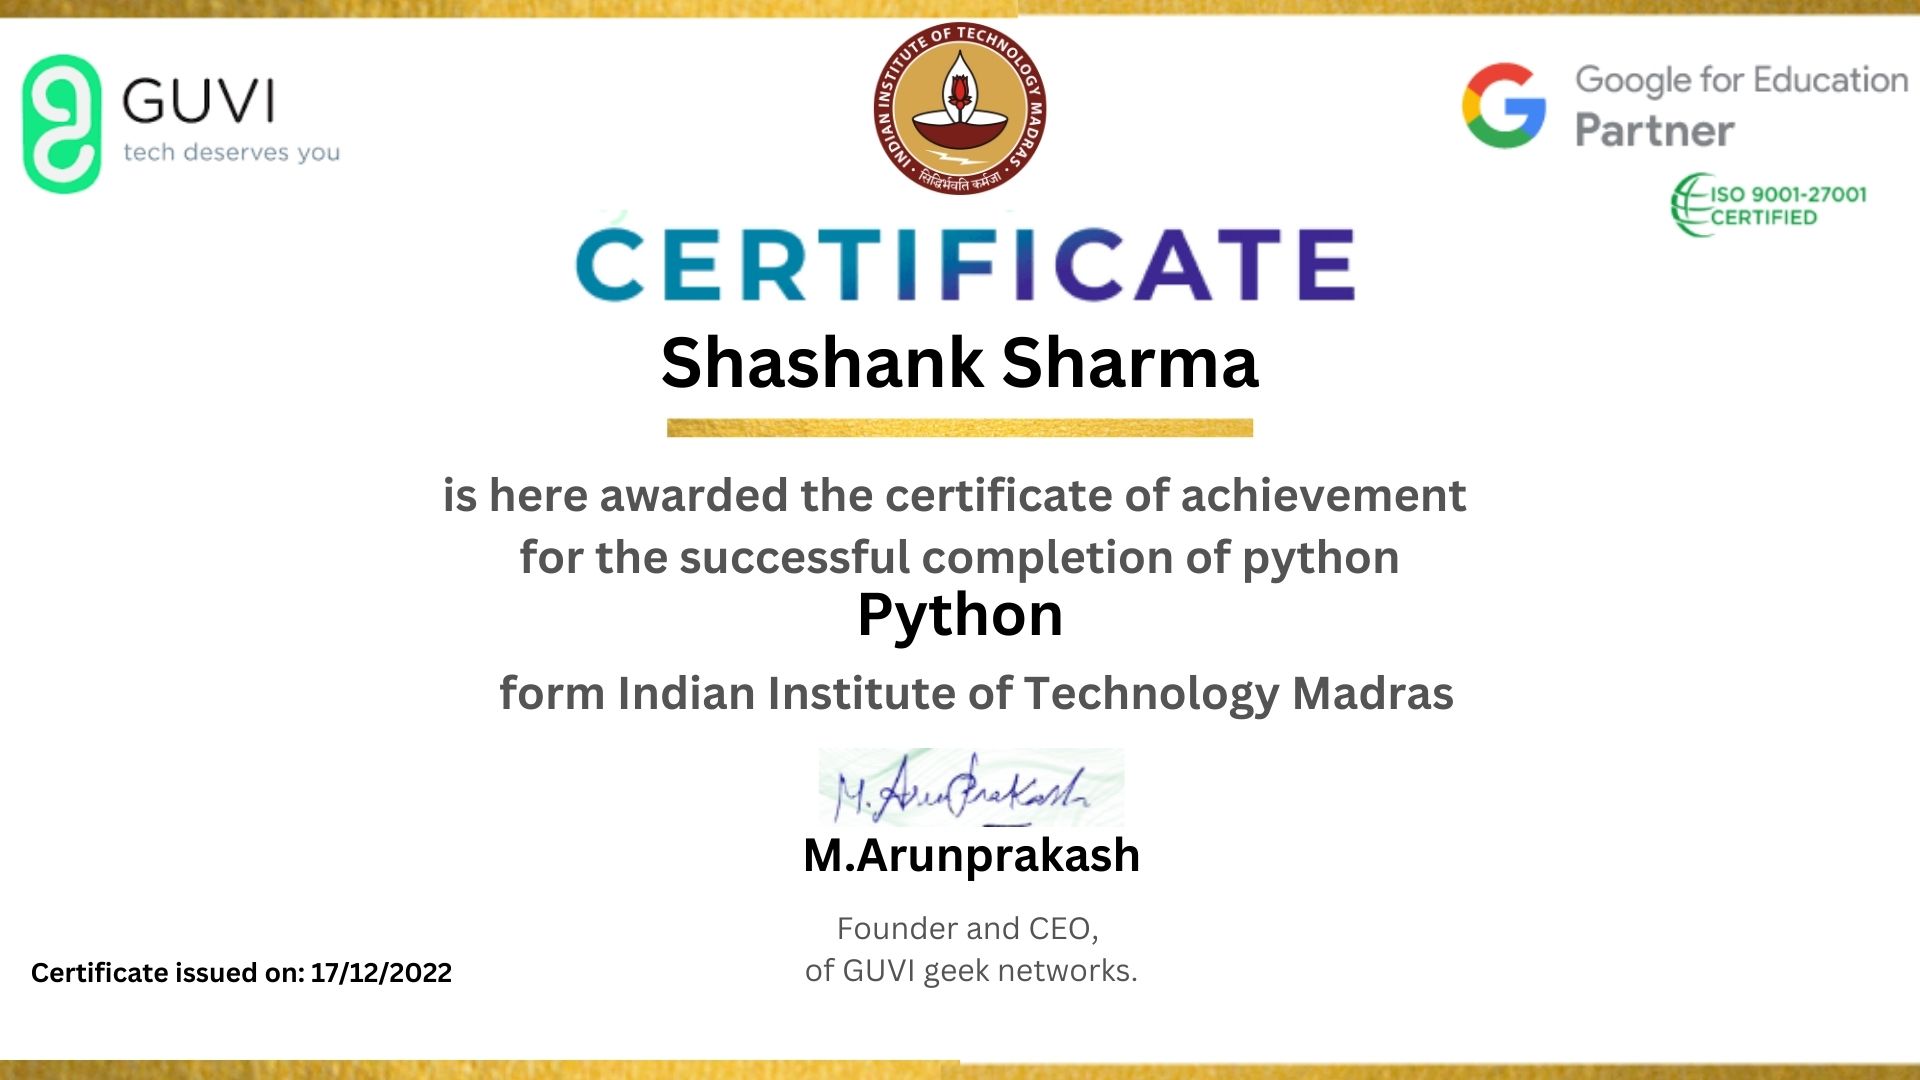 GUVI
tech deserves you
INDIAN INSTITUTE OF TECHNOLOGY MADRAS
सिद्धिर्भवति कर्मजा
Google for Education
Partner
ISO 9001-27001
CERTIFIED
CERTIFICATE
Shashank Sharma
is here awarded the certificate of achievement
for the successful completion of python
Python
form Indian Institute of Technology Madras
M. ArunPrakash
M.Arunprakash
Founder and CEO,
of GUVI geek networks.
Certificate issued on: 17/12/2022